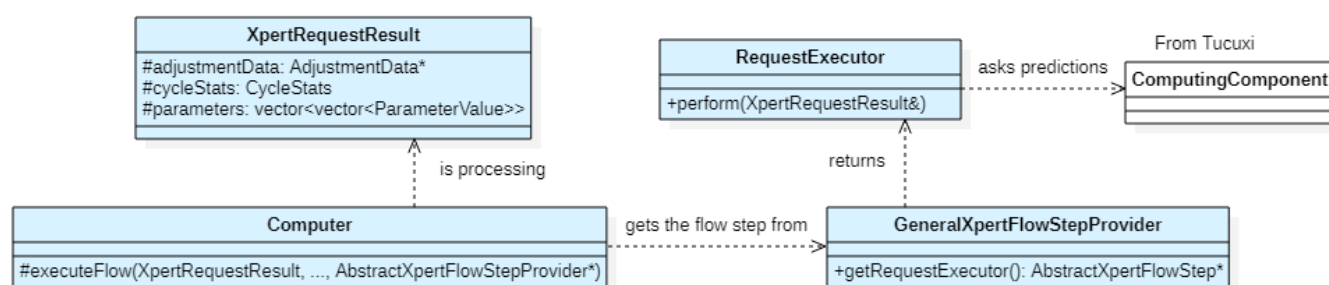 XpertRequestResult
#adjustmentData: AdjustmentData*
#cycleStats: CycleStats
#parameters: vector<vector<ParameterValue>>
RequestExecutor
+perform(XpertRequestResult&)
asks predictions
From Tucuxi
ComputingComponent
is processing
returns
Computer
#executeFlow(XpertRequestResult, ..., AbstractXpertFlowStepProvider*)
gets the flow step from
GeneralXpertFlowStepProvider
+getRequestExecutor(): AbstractXpertFlowStep*